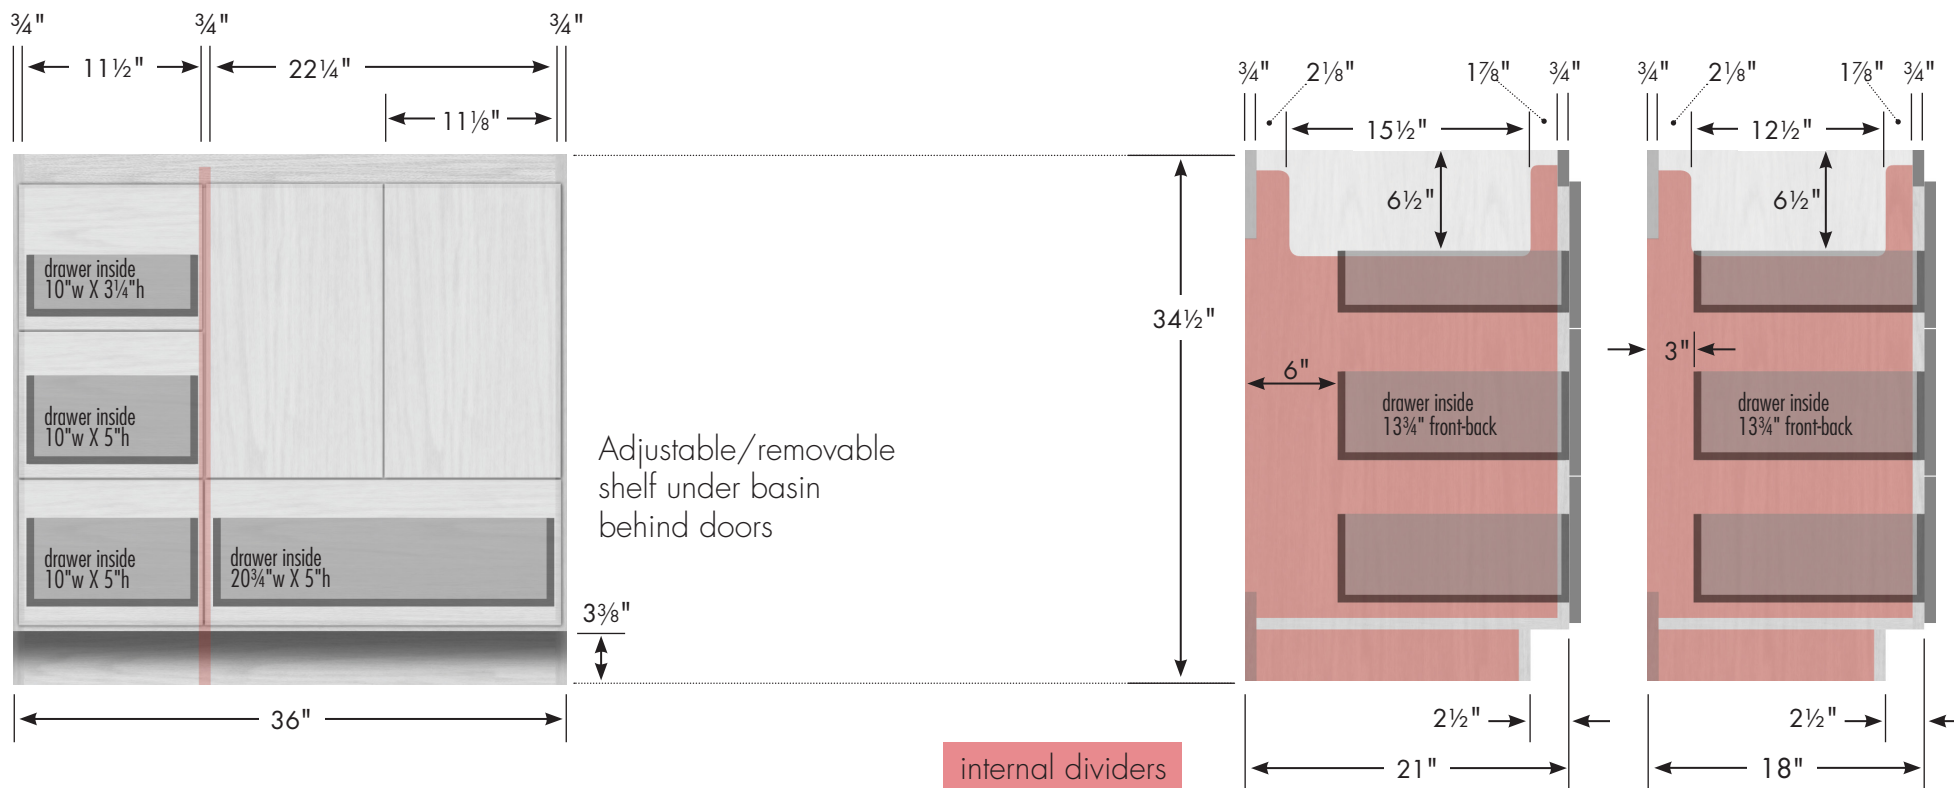 ¾" ¾" ¾"
11½" 22¼"
11⅛"
drawer inside
10"w X 3¼"h
drawer inside
10"w X 5"h
drawer inside
10"w X 5"h
drawer inside
20¾"w X 5"h
36"
Adjustable/removable
shelf under basin
behind doors
3⅜"
34½"
internal dividers
¾" 2⅛" 1⅞" ¾"
15½"
6½"
6"
drawer inside
13¾" front-back
2½"
21"
¾" 2⅛" 1⅞" ¾"
12½"
6½"
3"
drawer inside
13¾" front-back
2½"
18"